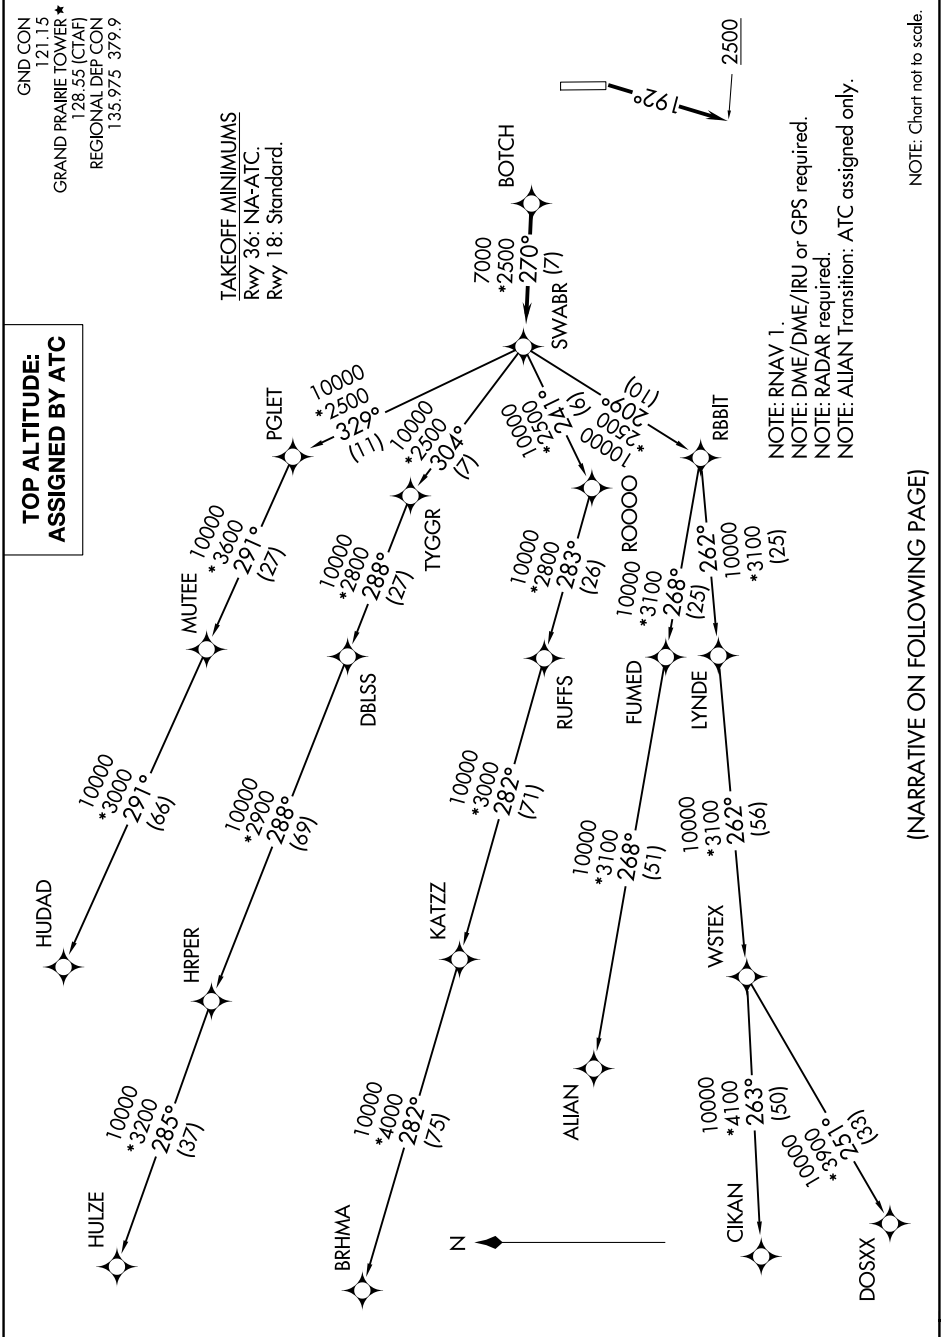 TOP ALTITUDE:
ASSIGNED BY ATC
GND CON
121.15
GRAND PRAIRIE TOWER★
128.55 (CTAF)
REGIONAL DEP CON
135.975 379.9
TAKEOFF MINIMUMS
Rwy 36: NA-ATC.
Rwy 18: Standard.
HUDAD
10000
*3000
291°
(66)
MUTEE
10000
*3600
291°
(27)
PGLET
10000
*2500
329°
(11)
HULZE
10000
*3200
285°
(37)
HRPER
10000
*2900
288°
(69)
DBLSS
10000
*2800
288°
(27)
TYGGR
10000
*2500
304°
(7)
BRHMA
10000
*4000
282°
(75)
KATZZ
10000
*3000
282°
(71)
RUFFS
10000
*2800
283°
(26)
ROOOO
10000
*2500
241°
(6)
SWABR
7000
*2500
270°
(7)
BOTCH
192°
2500
N
ALIAN
10000
*3100
268°
(51)
FUMED
10000
*3100
268°
(25)
10000
*2500
209°
(10)
RBBIT
262°
10000
*3100
(25)
LYNDE
10000
*3100
262°
(56)
WSTEX
10000
*4100
263°
(50)
CIKAN
10000
*3900
251°
(33)
DOSXX
NOTE: RNAV 1.
NOTE: DME/DME/IRU or GPS required.
NOTE: RADAR required.
NOTE: ALIAN Transition: ATC assigned only.
(NARRATIVE ON FOLLOWING PAGE)
NOTE: Chart not to scale.